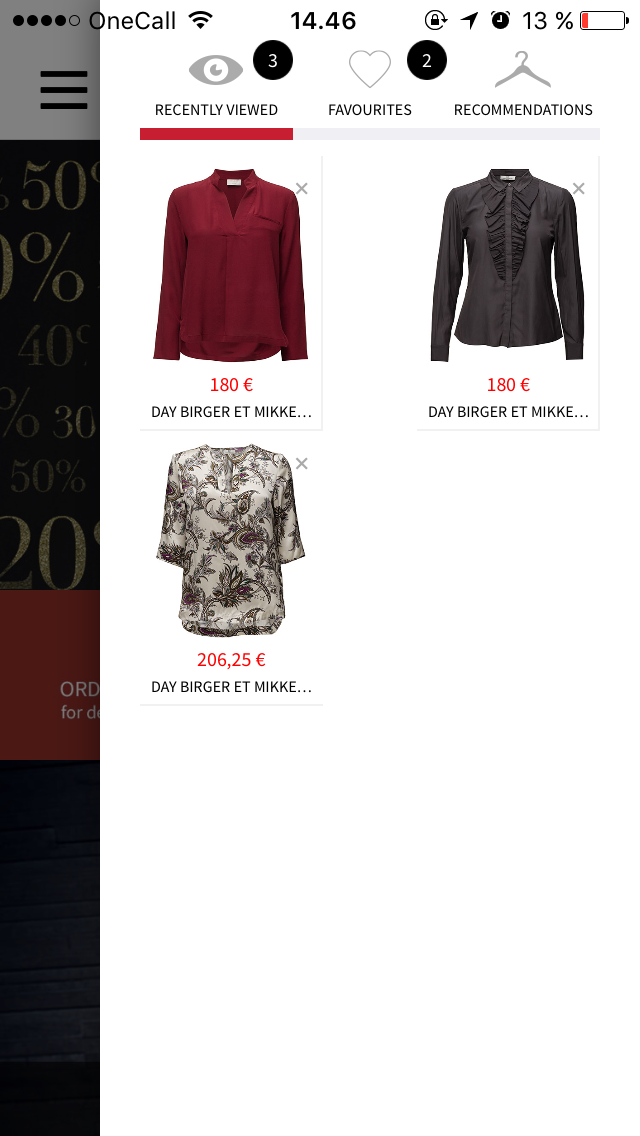 OneCall 14.46 13 %
3 2
RECENTLY VIEWED FAVOURITES RECOMMENDATIONS
50%
0%
40%
% 30
50%
20%
180 € 180 €
DAY BIRGER ET MIKKE... DAY BIRGER ET MIKKE...
206,25 €
DAY BIRGER ET MIKKE...
ORD
for de